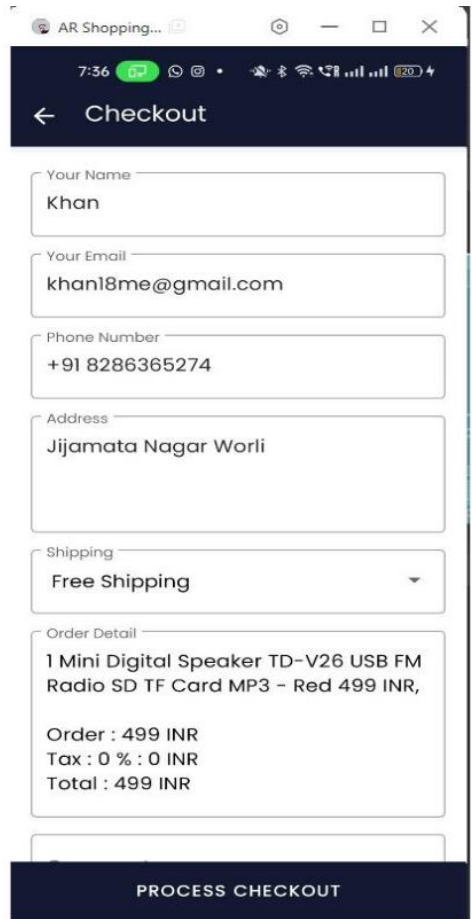 AR Shopping...
7:36
20
Checkout
Your Name
Khan
Your Email
khan18me@gmail.com
Phone Number
+91 8286365274
Address
Jijamata Nagar Worli
Shipping
Free Shipping
Order Detail
1 Mini Digital Speaker TD-V26 USB FM
Radio SD TF Card MP3 - Red 499 INR,
Order : 499 INR
Tax : 0 % : 0 INR
Total : 499 INR
PROCESS CHECKOUT